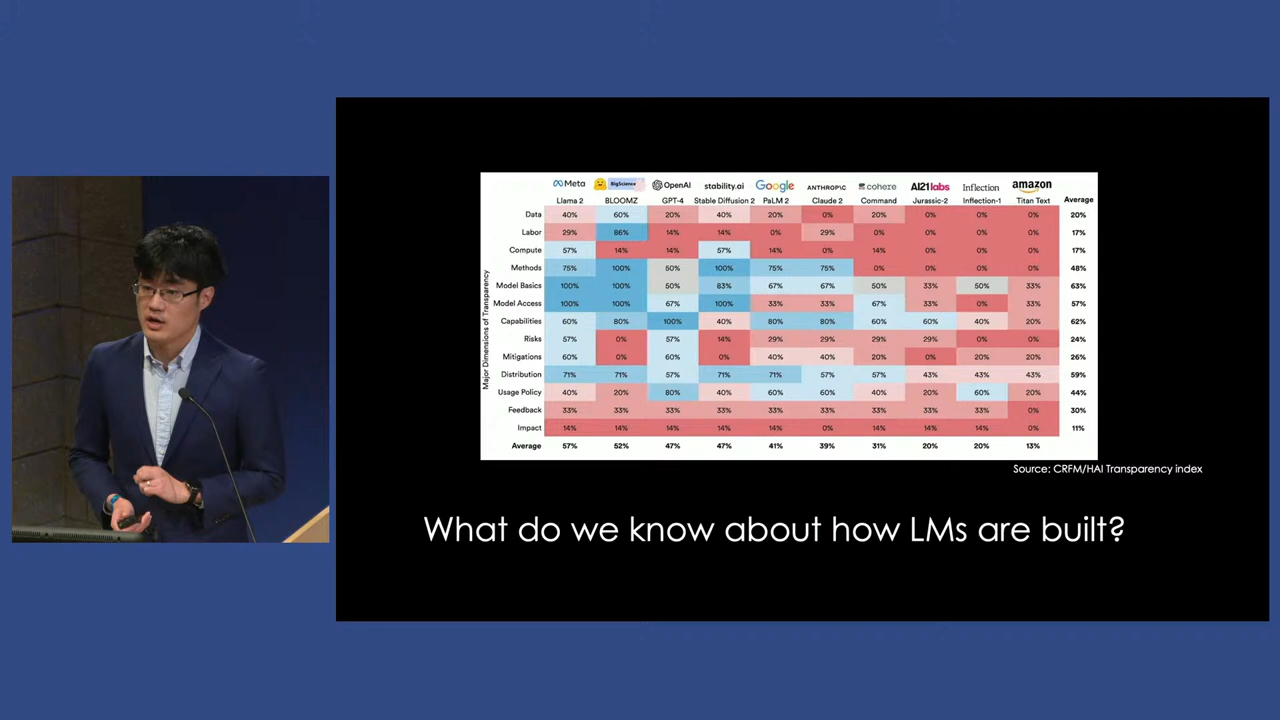 Meta BigScience OpenAI stability.ai Google ANTHROP\C cohere AI21labs Inflection amazon
Llama 2 BLOOMZ GPT-4 Stable Diffusion 2 PaLM 2 Claude 2 Command Jurassic-2 Inflection-1 Titan Text Average
Major Dimensions of Transparency
Data 40% 60% 20% 40% 20% 0% 20% 0% 0% 0% 20%
Labor 29% 86% 14% 14% 0% 29% 0% 0% 0% 0% 17%
Compute 57% 14% 14% 57% 14% 0% 14% 0% 0% 0% 17%
Methods 75% 100% 50% 100% 75% 75% 0% 0% 0% 0% 48%
Model Basics 100% 100% 50% 83% 67% 67% 50% 33% 50% 33% 63%
Model Access 100% 100% 67% 100% 33% 33% 67% 33% 0% 33% 57%
Capabilities 60% 80% 100% 40% 80% 80% 60% 60% 40% 20% 62%
Risks 57% 0% 57% 14% 29% 29% 29% 29% 0% 0% 24%
Mitigations 60% 0% 60% 0% 40% 40% 20% 0% 20% 20% 26%
Distribution 71% 71% 57% 71% 71% 57% 57% 43% 43% 43% 59%
Usage Policy 40% 20% 80% 40% 60% 60% 40% 20% 60% 20% 44%
Feedback 33% 33% 33% 33% 33% 33% 33% 33% 33% 0% 30%
Impact 14% 14% 14% 14% 14% 0% 14% 14% 14% 0% 11%
Average 57% 52% 47% 47% 41% 39% 31% 20% 20% 13%
Source: CRFM/HAI Transparency index
What do we know about how LMs are built?